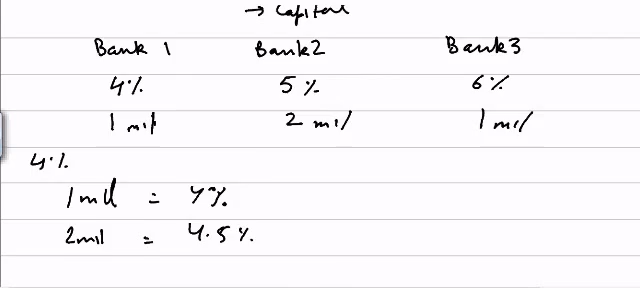 → Capital
Bank 1 Bank2 Bank3
4% 5% 6%
1 mil 2 mil 1 mil
4%
1mil = 4%
2mil = 4.5%.